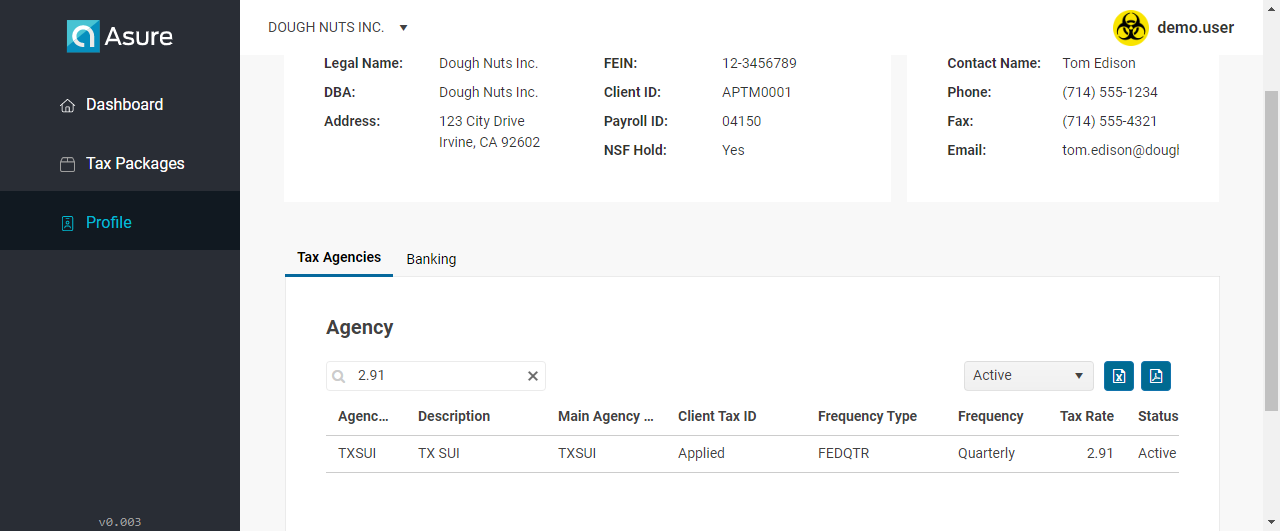 Asure
DOUGH NUTS INC.
demo.user
Dashboard
Tax Packages
Profile
v0.003
Legal Name: Dough Nuts Inc. FEIN: 12-3456789
DBA: Dough Nuts Inc. Client ID: APTM0001
Address: 123 City Drive Payroll ID: 04150
Irvine, CA 92602 NSF Hold: Yes
Contact Name: Tom Edison
Phone: (714) 555-1234
Fax: (714) 555-4321
Email: tom.edison@dough
Tax Agencies Banking
Agency
2.91 Active
Agenc... Description Main Agency ... Client Tax ID Frequency Type Frequency Tax Rate Status
TXSUI TX SUI TXSUI Applied FEDQTR Quarterly 2.91 Active